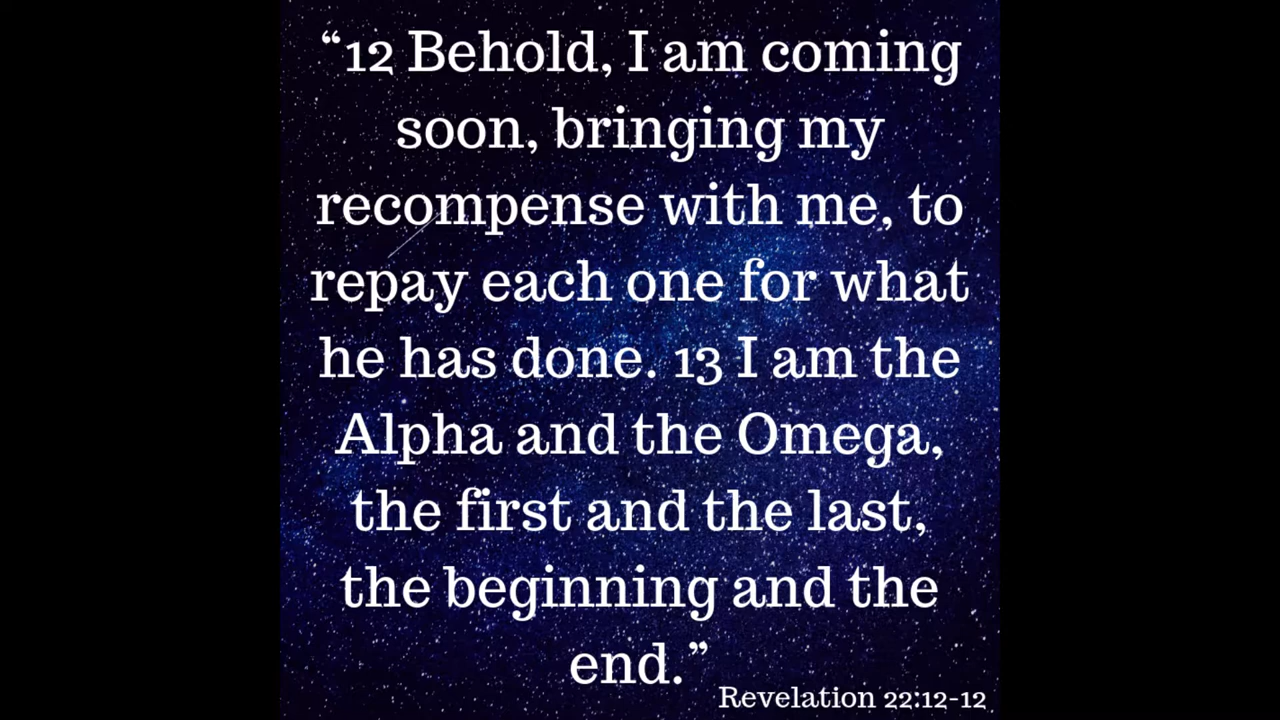 “12 Behold, I am coming
soon, bringing my
recompense with me, to
repay each one for what
he has done. 13 I am the
Alpha and the Omega,
the first and the last,
the beginning and the
end.”
Revelation 22:12-12